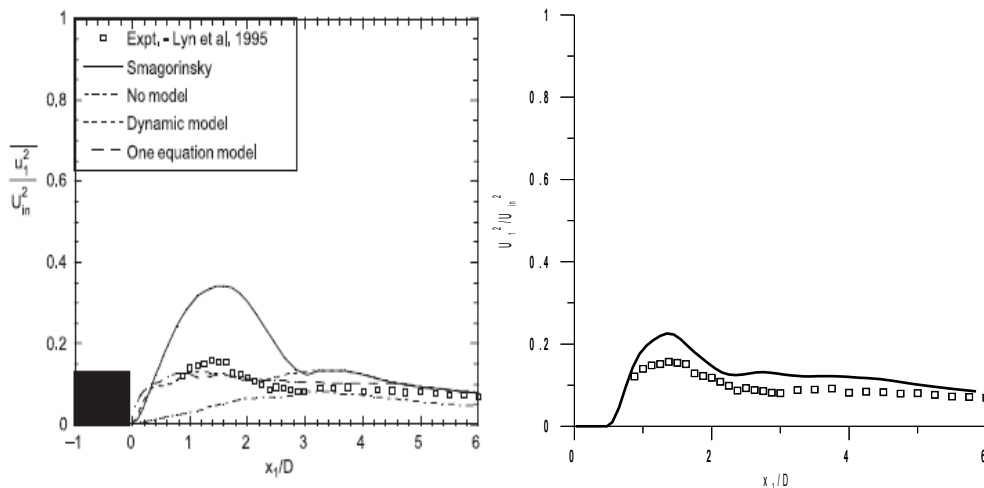 1
0.8
0.6
0.4
0.2
0
Expt, - Lyn et al, 1995
Smagorinsky
No model
Dynamic model
One equation model
u₁²
U²in
−1 0 1 2 3 4 5 6
x₁/D
1
0.8
0.6
0.4
0.2
0
U₁²/Uin²
0 2 4 6
x₁/D